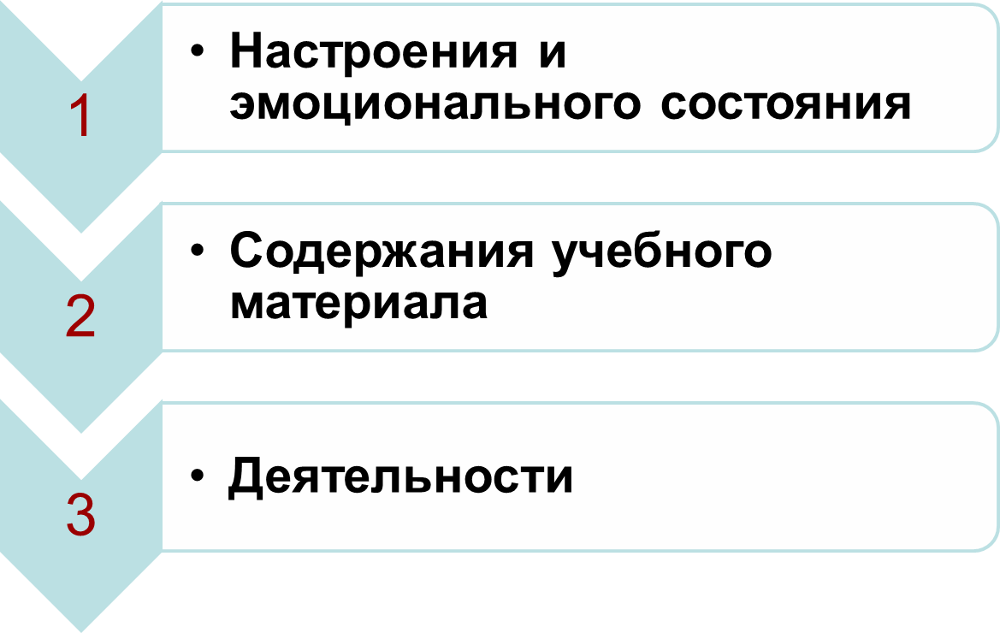 1
• Настроения и
эмоционального состояния
2
• Содержания учебного
материала
3
• Деятельности